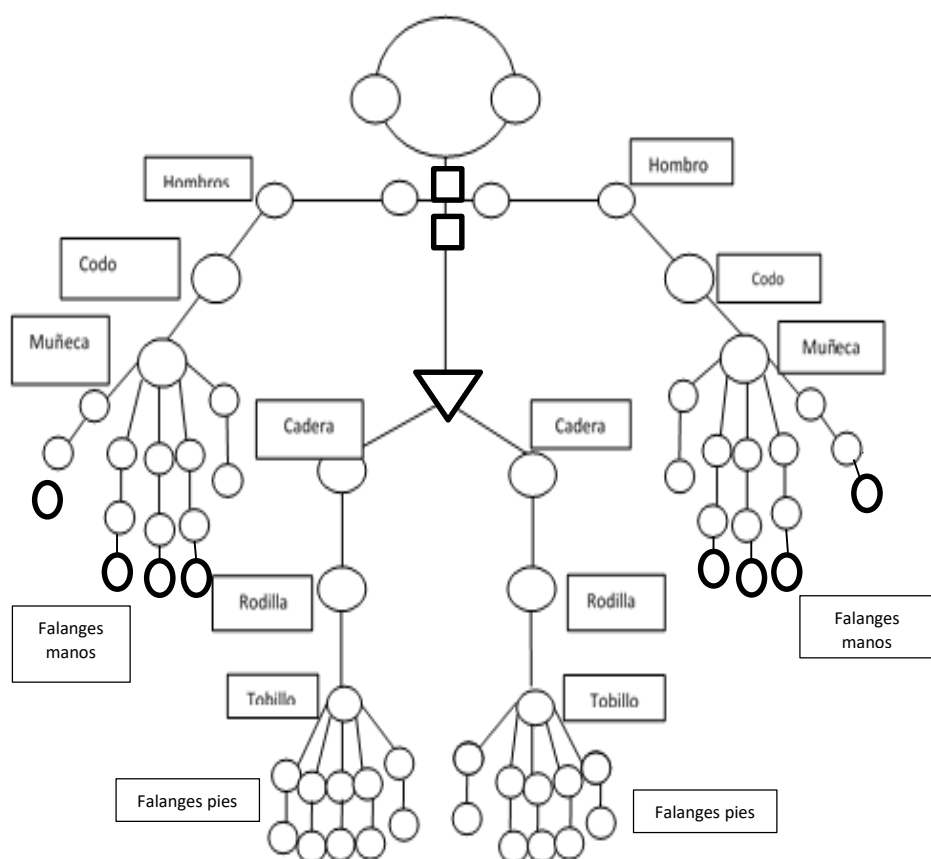 Hombro
Hombros
Codo
Codo
Muñeca
Muñeca
Cadera
Cadera
Rodilla
Rodilla
Falanges
manos
Falanges
manos
Tobillo
Tobillo
Falanges pies
Falanges pies